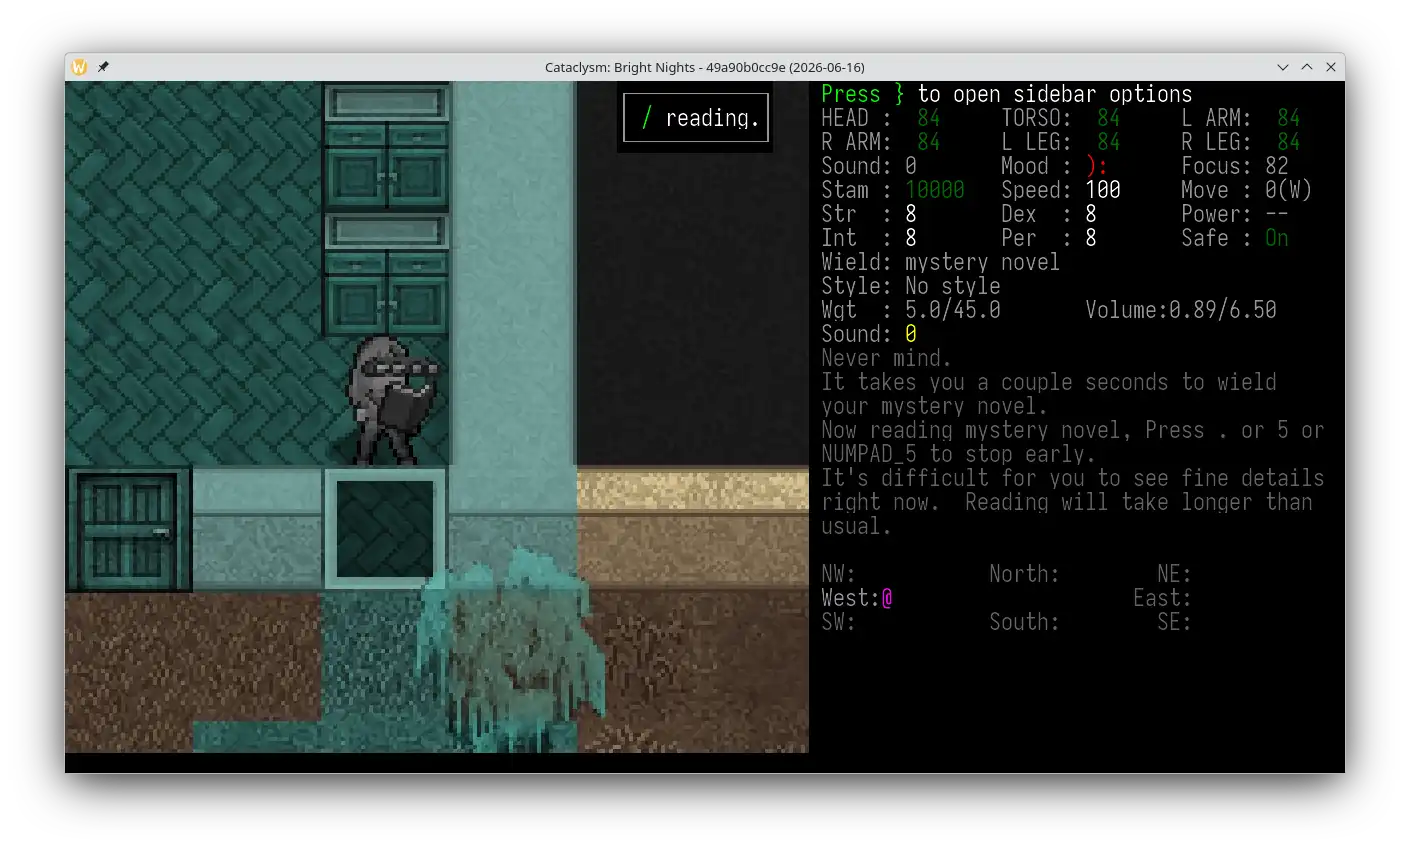 Cataclysm: Bright Nights - 49a90b0cc9e (2026-06-16)
/ reading.
Press } to open sidebar options
HEAD : 84 TORSO: 84 L ARM: 84
R ARM: 84 L LEG: 84 R LEG: 84
Sound: 0 Mood : ): Focus: 82
Stam : 10000 Speed: 100 Move : 0(W)
Str : 8 Dex : 8 Power: --
Int : 8 Per : 8 Safe : On
Wield: mystery novel
Style: No style
Wgt : 5.0/45.0 Volume:0.89/6.50
Sound: 0
Never mind.
It takes you a couple seconds to wield
your mystery novel.
Now reading mystery novel, Press . or 5 or
NUMPAD_5 to stop early.
It's difficult for you to see fine details
right now. Reading will take longer than
usual.
NW: North: NE:
West:@ East:
SW: South: SE: